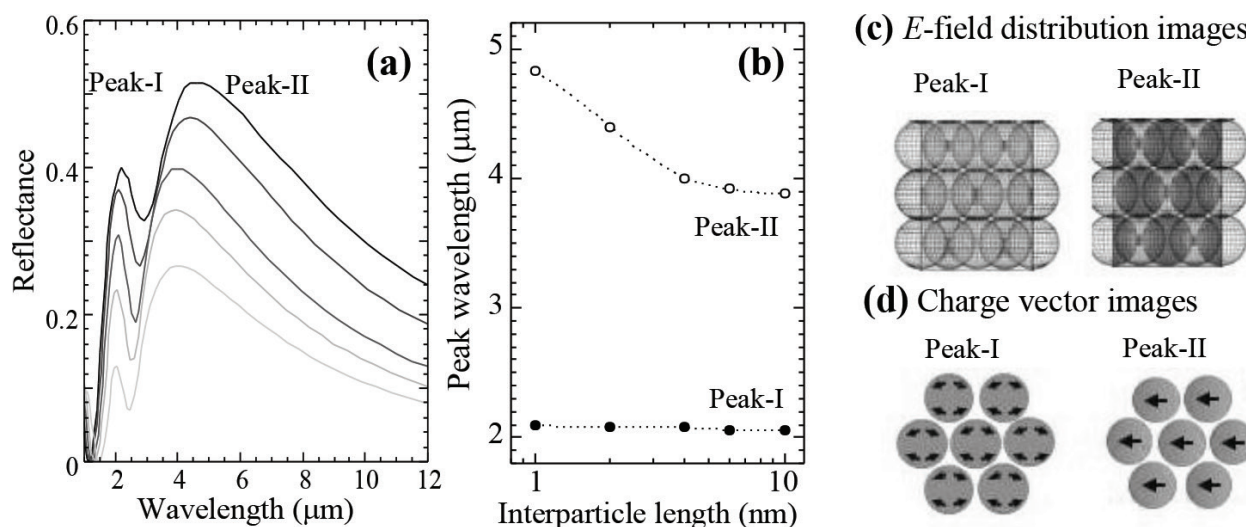 (a)
Peak-I
Peak-II
Reflectance
0.6
0.4
0.2
0
2 4 6 8 10 12
Wavelength (μm)
(b)
Peak wavelength (μm)
5
4
3
2
Peak-II
Peak-I
1 10
Interparticle length (nm)
(c) E-field distribution images
Peak-I Peak-II
(d) Charge vector images
Peak-I Peak-II